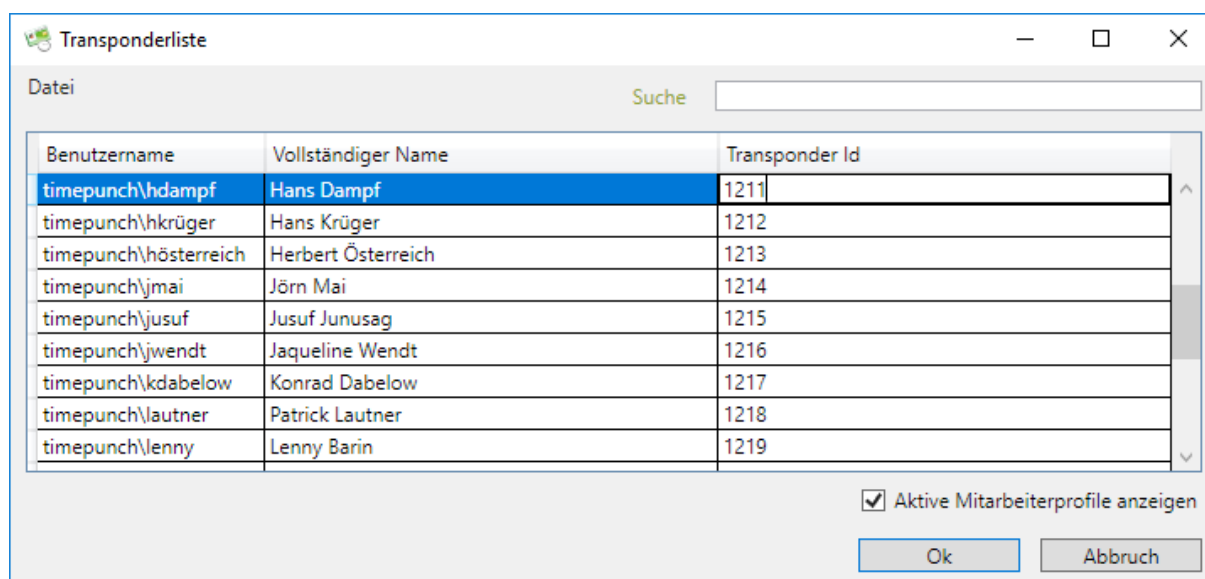 Transponderliste
Datei
Suche
Benutzername Vollständiger Name Transponder Id
timepunch\hdampf Hans Dampf 1211
timepunch\hkrüger Hans Krüger 1212
timepunch\hösterreich Herbert Österreich 1213
timepunch\jmai Jörn Mai 1214
timepunch\jusuf Jusuf Junusag 1215
timepunch\jwendt Jaqueline Wendt 1216
timepunch\kdabelow Konrad Dabelow 1217
timepunch\lautner Patrick Lautner 1218
timepunch\lenny Lenny Barin 1219
Aktive Mitarbeiterprofile anzeigen
Ok Abbruch